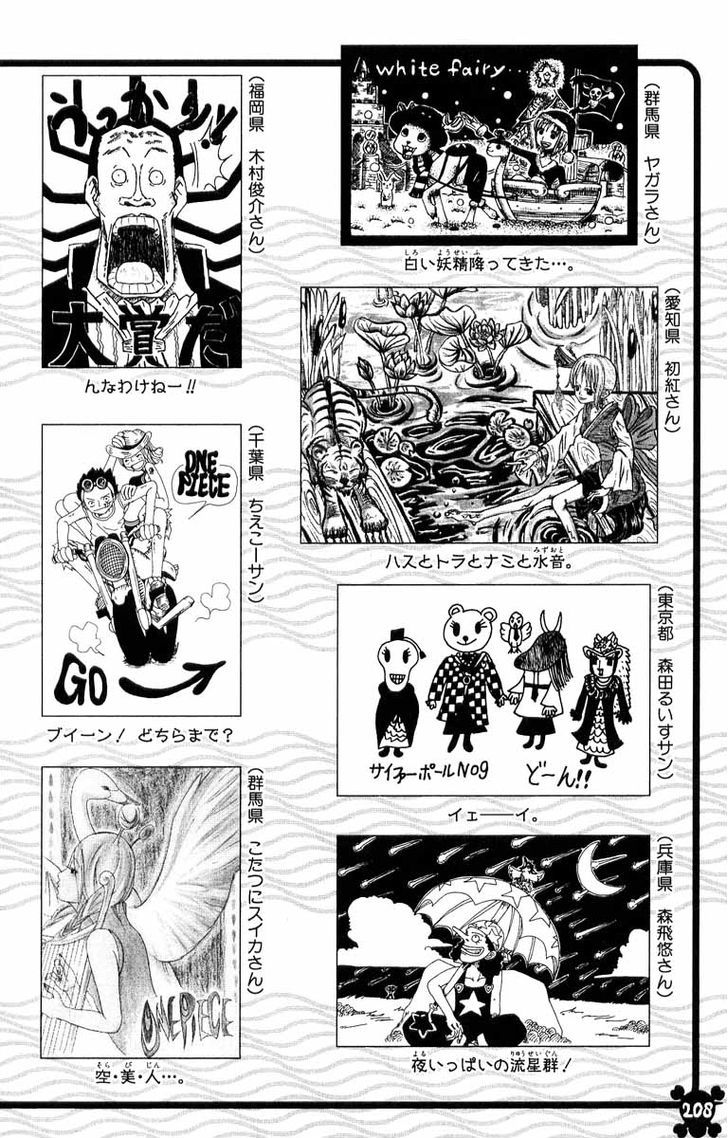 white fairy…
(群馬県 ヤガラさん)
白い妖精降ってきた…。
うっかり!!
大賞だ
(福岡県 木村俊介さん)
んなわけねー!!
(愛知県 初紅さん)
ハスとトラとナミと水音。
ONE PIECE
GO
(千葉県 ちえこーサン)
ブイーン! どちらまで?
サイファーポールNo9
どーん!!
(東京都 森田るいすサン)
イェ――イ。
ONE PIECE
(群馬県 こたつにスイカさん)
空・美・人…。
(兵庫県 森飛悠さん)
夜いっぱいの流星群!
208